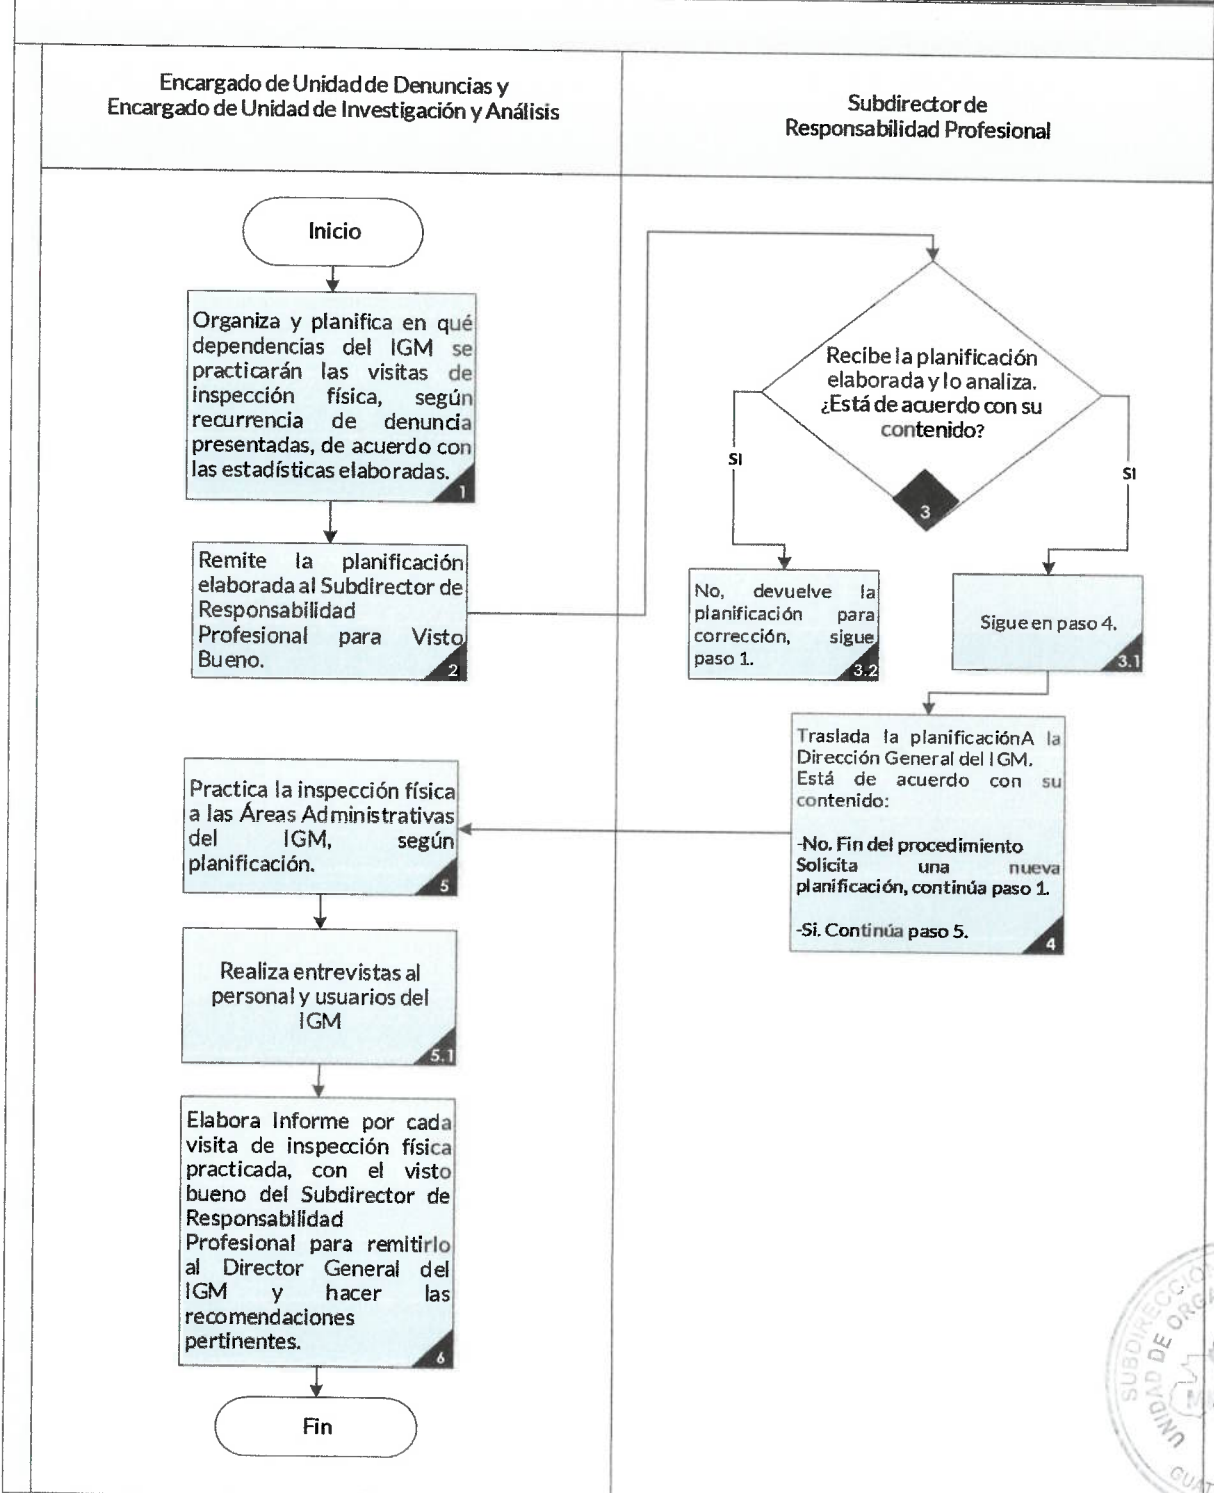 Encargado de Unidad de Denuncias y
Encargado de Unidad de Investigación y Análisis
Subdirector de
Responsabilidad Profesional
Inicio
Organiza y planifica en qué
dependencias del IGM se
practicarán las visitas de
inspección física, según
recurrencia de denuncia
presentadas, de acuerdo con
las estadísticas elaboradas.
1
Remite la planificación
elaborada al Subdirector de
Responsabilidad
Profesional para Visto
Bueno.
2
Recibe la planificación
elaborada y lo analiza.
¿Está de acuerdo con su
contenido?
3
SI
SI
No, devuelve la
planificación para
corrección, sigue
paso 1.
3.2
Sigue en paso 4.
3.1
Traslada la planificaciónA la
Dirección General del IGM.
Está de acuerdo con su
contenido:
-No. Fin del procedimiento
Solicita una nueva
planificación, continúa paso 1.
-Si. Continúa paso 5.
4
Practica la inspección física
a las Áreas Administrativas
del IGM, según
planificación.
5
Realiza entrevistas al
personal y usuarios del
IGM
5.1
Elabora Informe por cada
visita de inspección física
practicada, con el visto
bueno del Subdirector de
Responsabilidad
Profesional para remitirlo
al Director General del
IGM y hacer las
recomendaciones
pertinentes.
6
Fin
SUBDIRECCION
UNIDAD DE ORGA
GUAT